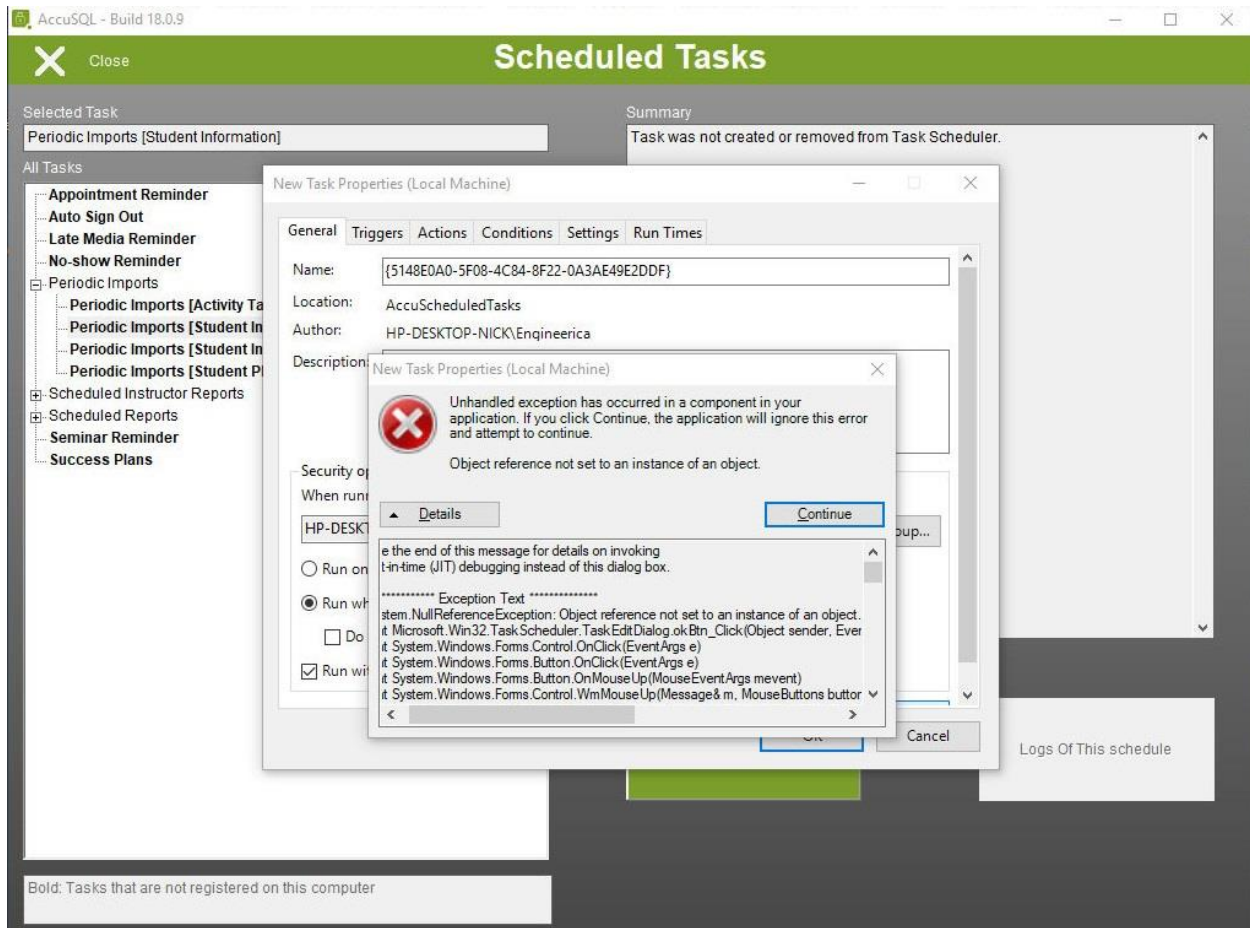 AccuSQL - Build 18.0.9
Close
Scheduled Tasks
Selected Task
Periodic Imports [Student Information]
All Tasks
Appointment Reminder
Auto Sign Out
Late Media Reminder
No-show Reminder
Periodic Imports
Periodic Imports [Activity Ta
Periodic Imports [Student In
Periodic Imports [Student In
Periodic Imports [Student Pl
Scheduled Instructor Reports
Scheduled Reports
Seminar Reminder
Success Plans
Bold: Tasks that are not registered on this computer
Summary
Task was not created or removed from Task Scheduler.
Logs Of This schedule
New Task Properties (Local Machine)
General Triggers Actions Conditions Settings Run Times
Name: {5148E0A0-5F08-4C84-8F22-0A3AE49E2DDF}
Location: AccuScheduledTasks
Author: HP-DESKTOP-NICK\Engineerica
Description:
Security op
When runn
HP-DESKT
oup...
Run on
Run wh
Do
Run wit
OK
Cancel
New Task Properties (Local Machine)
Unhandled exception has occurred in a component in your
application. If you click Continue, the application will ignore this error
and attempt to continue.
Object reference not set to an instance of an object.
Details
Continue
e the end of this message for details on invoking
t-in-time (JIT) debugging instead of this dialog box.
************ Exception Text **************
stem.NullReferenceException: Object reference not set to an instance of an object.
at Microsoft.Win32.TaskScheduler.TaskEditDialog.okBtn_Click(Object sender, Ever
at System.Windows.Forms.Control.OnClick(EventArgs e)
at System.Windows.Forms.Button.OnClick(EventArgs e)
at System.Windows.Forms.Button.OnMouseUp(MouseEventArgs mevent)
at System.Windows.Forms.Control.WmMouseUp(Message& m, MouseButtons buttor